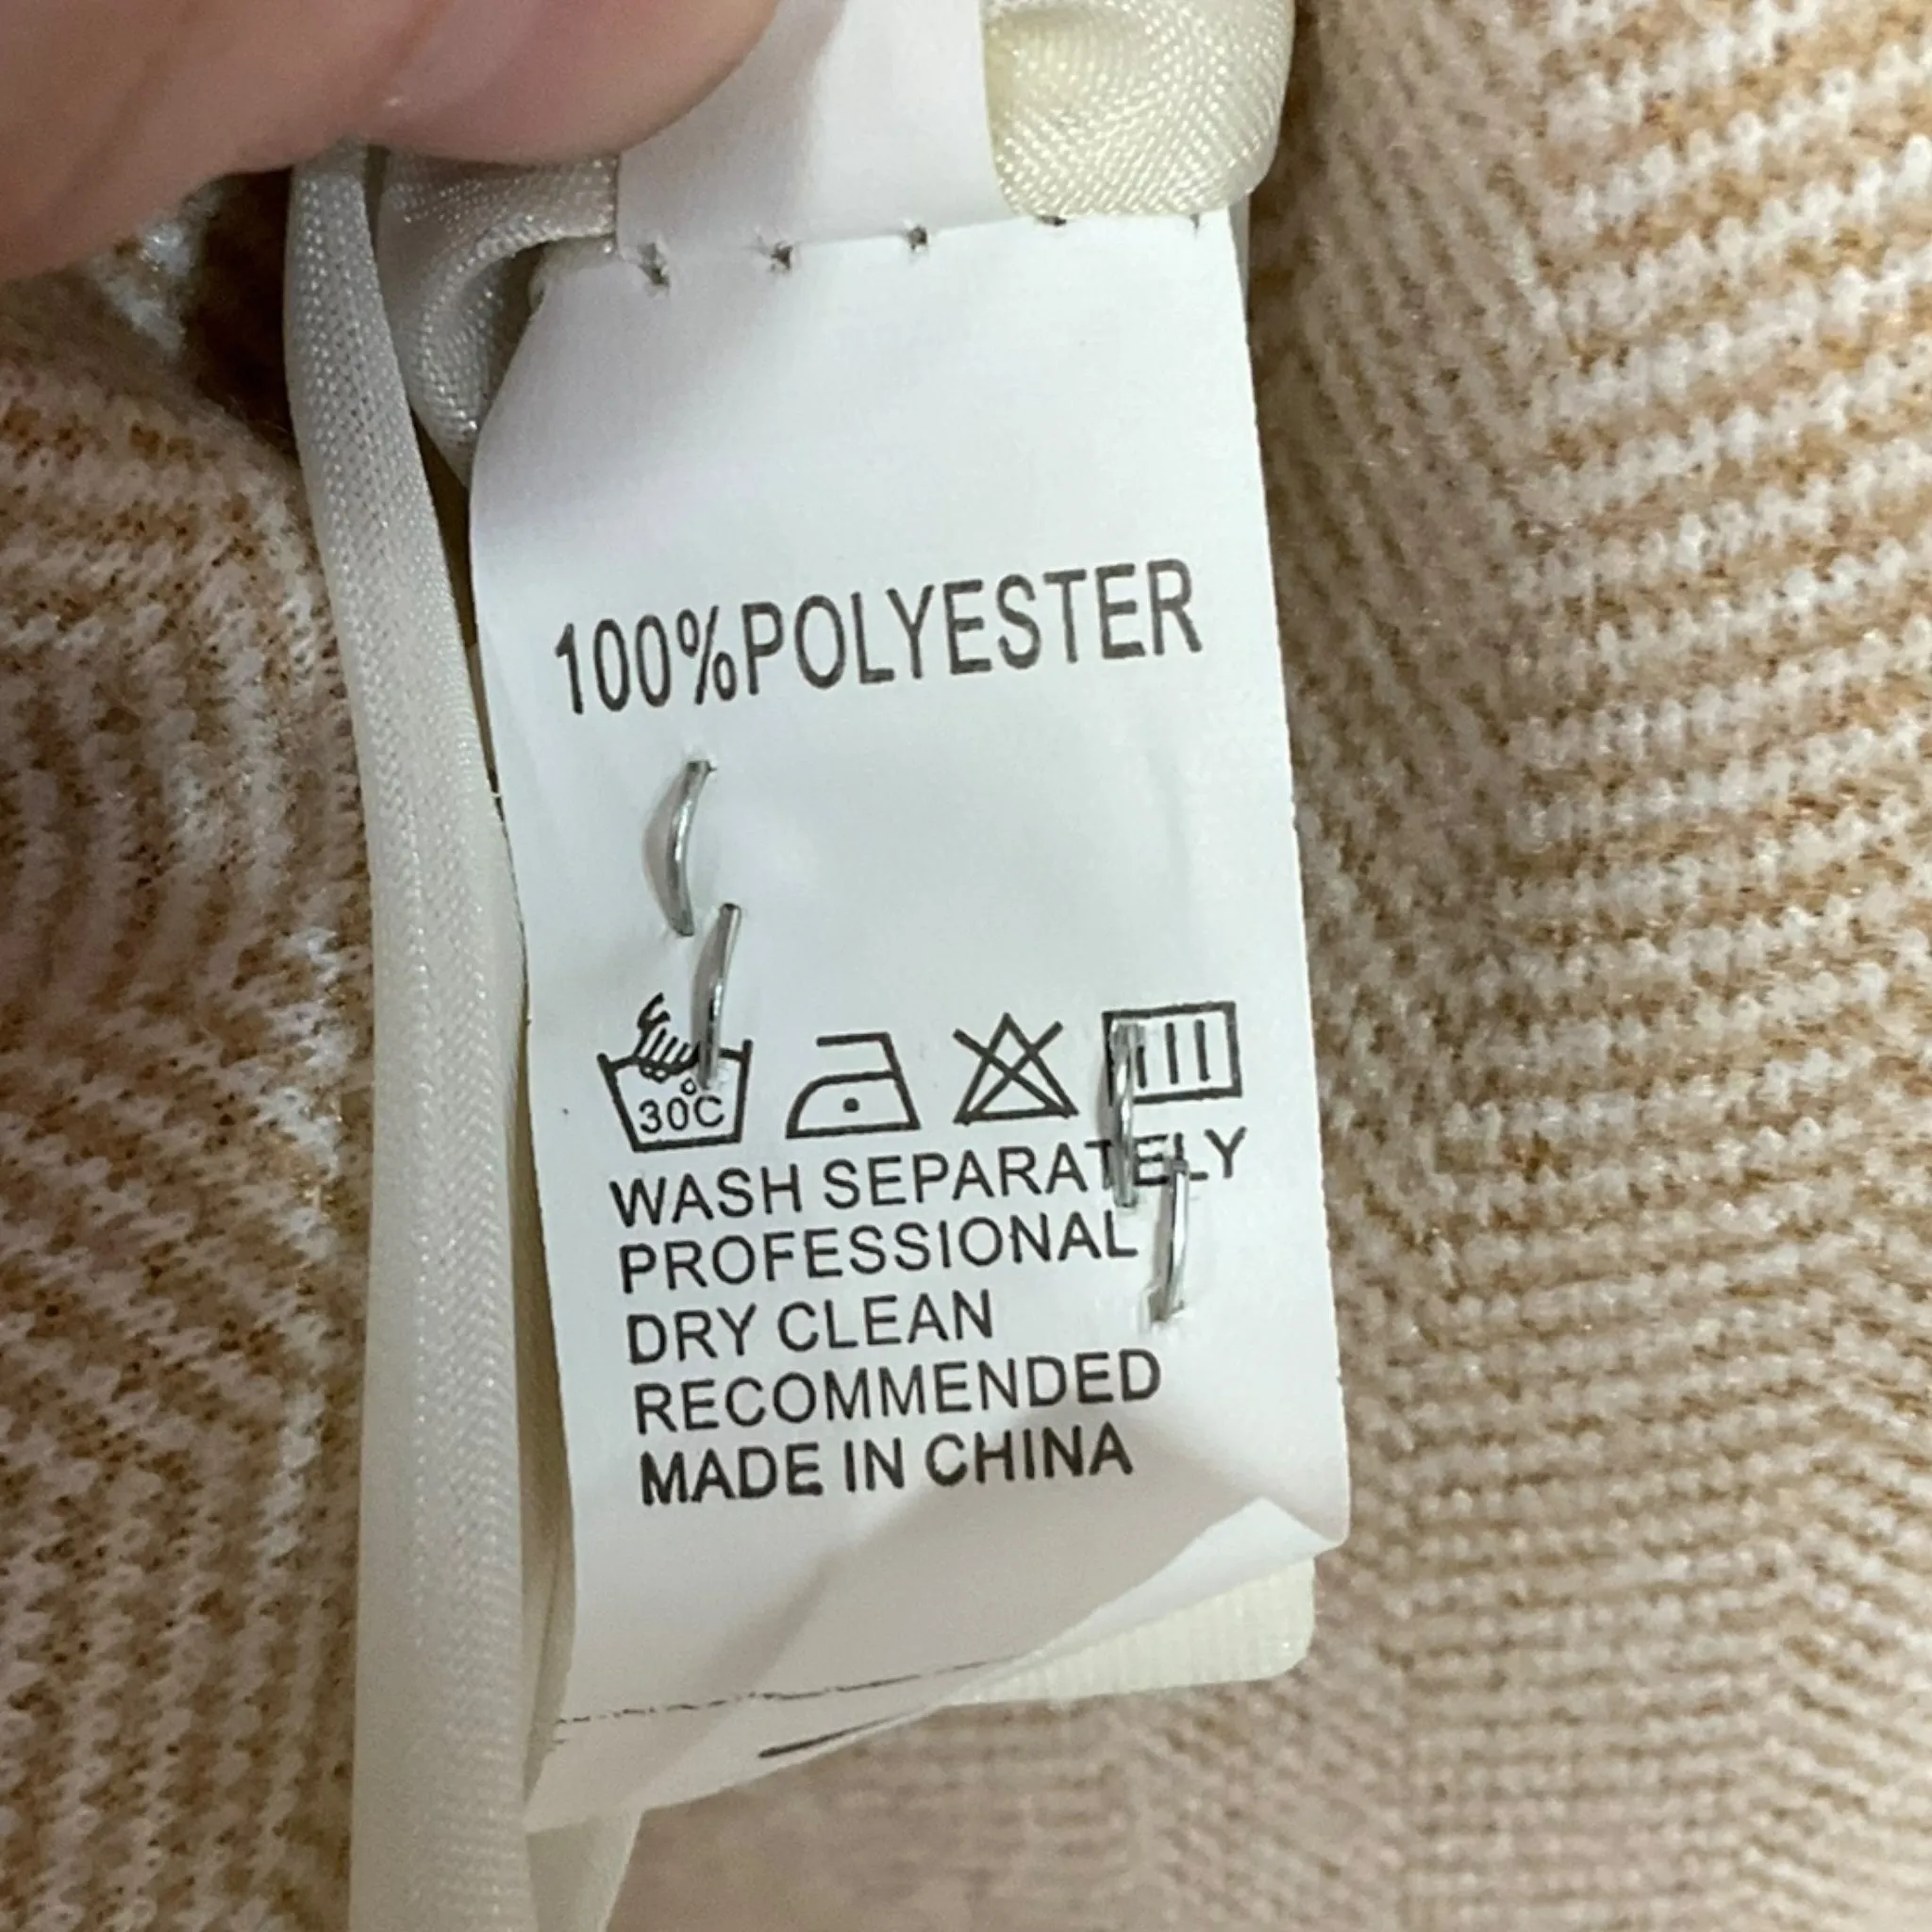 100%POLYESTER
30°C
WASH SEPARATELY
PROFESSIONAL
DRY CLEAN
RECOMMENDED
MADE IN CHINA